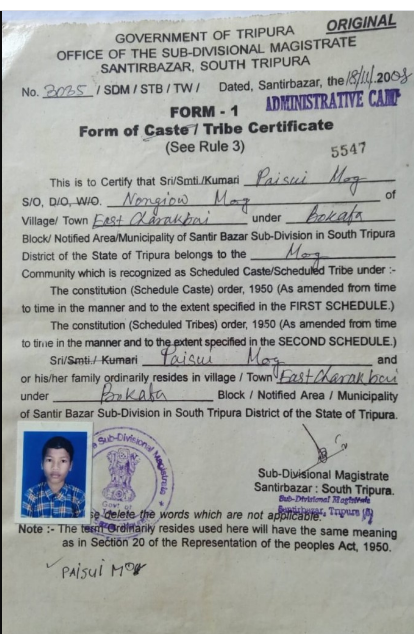 ORIGINAL
GOVERNMENT OF TRIPURA
OFFICE OF THE SUB-DIVISIONAL MAGISTRATE
SANTIRBAZAR, SOUTH TRIPURA
No. 3035 / SDM / STB / TW / Dated, Santirbazar, the 18/11/2008
ADMINISTRATIVE CAMP
FORM - 1
Form of Caste / Tribe Certificate
(See Rule 3)
5547
This is to Certify that Sri/Smti./Kumari Paisui Mog
S/O, D/O, W/O. Nongiow Mog of
Village/ Town East Charakbai under Bokafa
Block/ Notified Area/Municipality of Santir Bazar Sub-Division in South Tripura
District of the State of Tripura belongs to the Mog
Community which is recognized as Scheduled Caste/Scheduled Tribe under :-
The constitution (Schedule Caste) order, 1950 (As amended from time
to time in the manner and to the extent specified in the FIRST SCHEDULE.)
The constitution (Scheduled Tribes) order, 1950 (As amended from time
to time in the manner and to the extent specified in the SECOND SCHEDULE.)
Sri/Smti./ Kumari Paisui Mog and
or his/her family ordinarily resides in village / Town East Charakbai
under Bokafa Block / Notified Area / Municipality
of Santir Bazar Sub-Division in South Tripura District of the State of Tripura.
Sub-Divisional Magistrate
Sub-Divisional Magistrate
Santirbazar : South Tripura.
Sub-Divisional Magistrate
Santirbazar, Tripura (S)
delete the words which are not applicable.
Note :- The term Ordinarily resides used here will have the same meaning
as in Section 20 of the Representation of the peoples Act, 1950.
PAISUI MOG